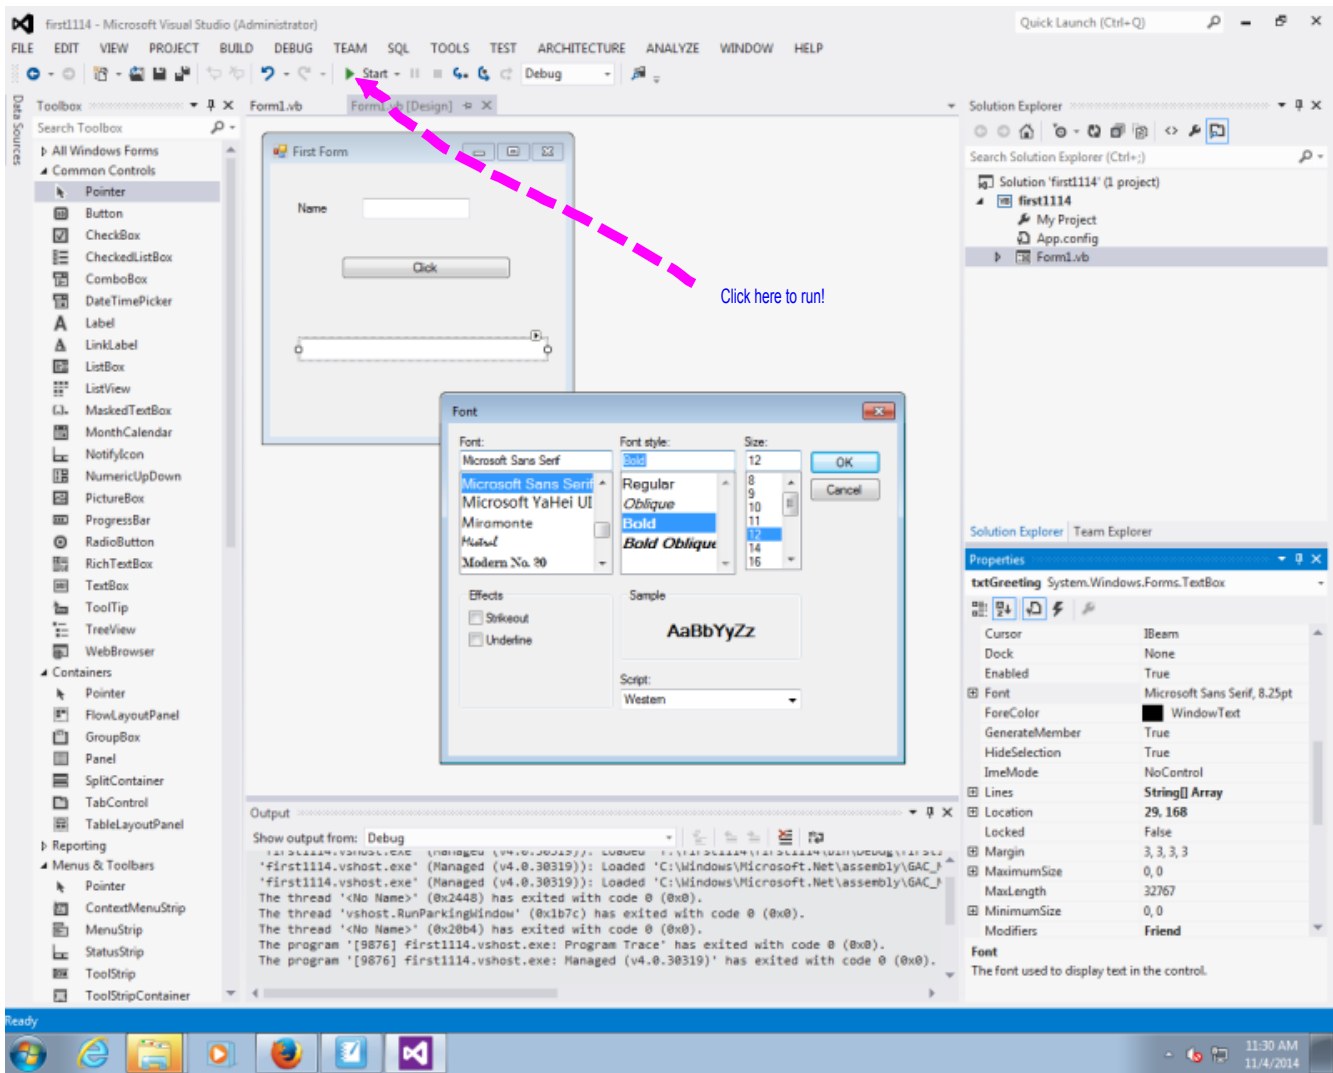 first1114 - Microsoft Visual Studio (Administrator)
Quick Launch (Ctrl+Q)
FILE EDIT VIEW PROJECT BUILD DEBUG TEAM SQL TOOLS TEST ARCHITECTURE ANALYZE WINDOW HELP
Start Debug
Data Sources
Toolbox
Search Toolbox
All Windows Forms
Common Controls
Pointer
Button
CheckBox
CheckedListBox
ComboBox
DateTimePicker
Label
LinkLabel
ListBox
ListView
MaskedTextBox
MonthCalendar
NotifyIcon
NumericUpDown
PictureBox
ProgressBar
RadioButton
RichTextBox
TextBox
ToolTip
TreeView
WebBrowser
Containers
Pointer
FlowLayoutPanel
GroupBox
Panel
SplitContainer
TabControl
TableLayoutPanel
Reporting
Menus & Toolbars
Pointer
ContextMenuStrip
MenuStrip
StatusStrip
ToolStrip
ToolStripContainer
Form1.vb
Form1.vb [Design]
First Form
Name
Click
Click here to run!
Font
Font:
Microsoft Sans Serif
Microsoft Sans Serif
Microsoft YaHei UI
Miramonte
Mistral
Modern No. 20
Font style:
Bold
Regular
Oblique
Bold
Bold Oblique
Size:
12
8
9
10
11
12
14
16
OK
Cancel
Effects
Strikeout
Underline
Sample
AaBbYyZz
Script:
Western
Output
Show output from: Debug
'first1114.vshost.exe' (Managed (v4.0.30319)): Loaded
'first1114.vshost.exe' (Managed (v4.0.30319)): Loaded 'C:\Windows\Microsoft.Net\assembly\GAC_
'first1114.vshost.exe' (Managed (v4.0.30319)): Loaded 'C:\Windows\Microsoft.Net\assembly\GAC_
The thread '<No Name>' (0x2448) has exited with code 0 (0x0).
The thread 'vshost.RunParkingWindow' (0x1b7c) has exited with code 0 (0x0).
The thread '<No Name>' (0x20b4) has exited with code 0 (0x0).
The program '[9876] first1114.vshost.exe: Program Trace' has exited with code 0 (0x0).
The program '[9876] first1114.vshost.exe: Managed (v4.0.30319)' has exited with code 0 (0x0).
Solution Explorer
Search Solution Explorer (Ctrl+;)
Solution 'first1114' (1 project)
first1114
My Project
App.config
Form1.vb
Solution Explorer Team Explorer
Properties
txtGreeting System.Windows.Forms.TextBox
Cursor IBeam
Dock None
Enabled True
Font Microsoft Sans Serif, 8.25pt
ForeColor WindowText
GenerateMember True
HideSelection True
ImeMode NoControl
Lines String[] Array
Location 29, 168
Locked False
Margin 3, 3, 3, 3
MaximumSize 0, 0
MaxLength 32767
MinimumSize 0, 0
Modifiers Friend
Font
The font used to display text in the control.
Ready
11:30 AM
11/4/2014